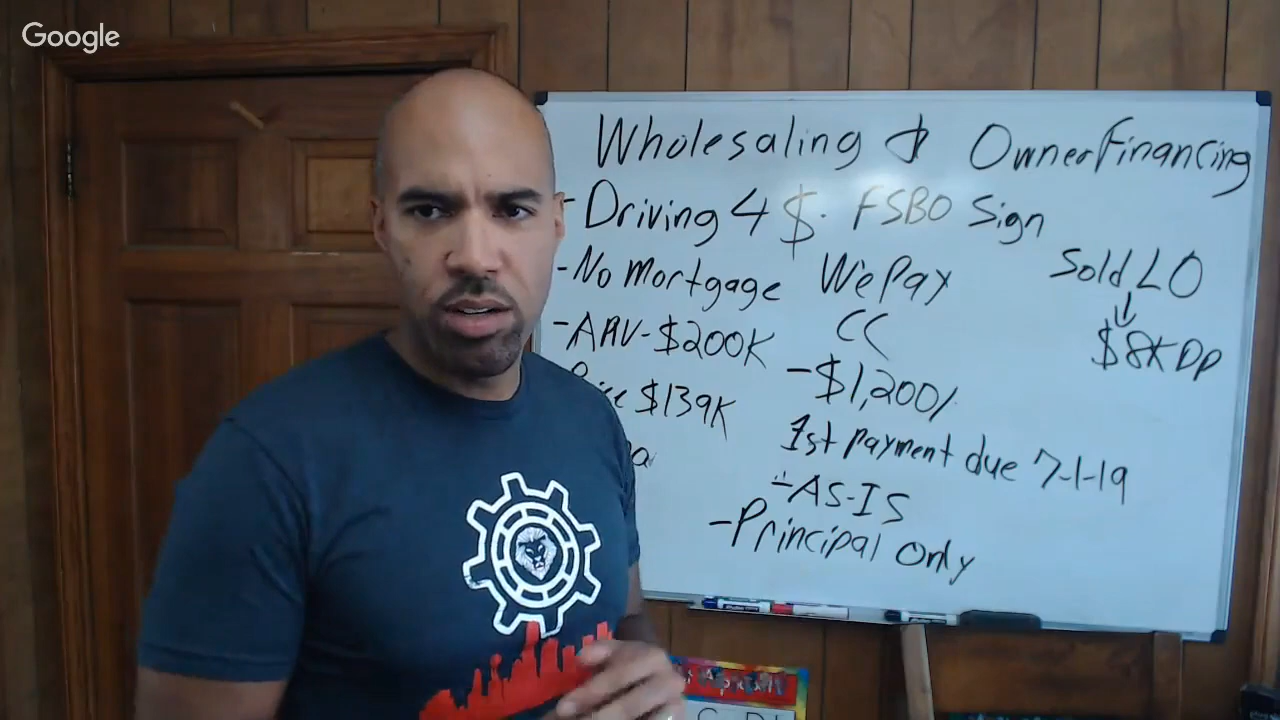 Google
Wholesaling & Owner Financing
- Driving 4 $. FSBO Sign
- No mortgage
- ARV - $200K
$139K
We Pay
CC
- $1,200/
1st payment due 7-1-19
- AS-IS
- Principal Only
Sold LO
$8K DP